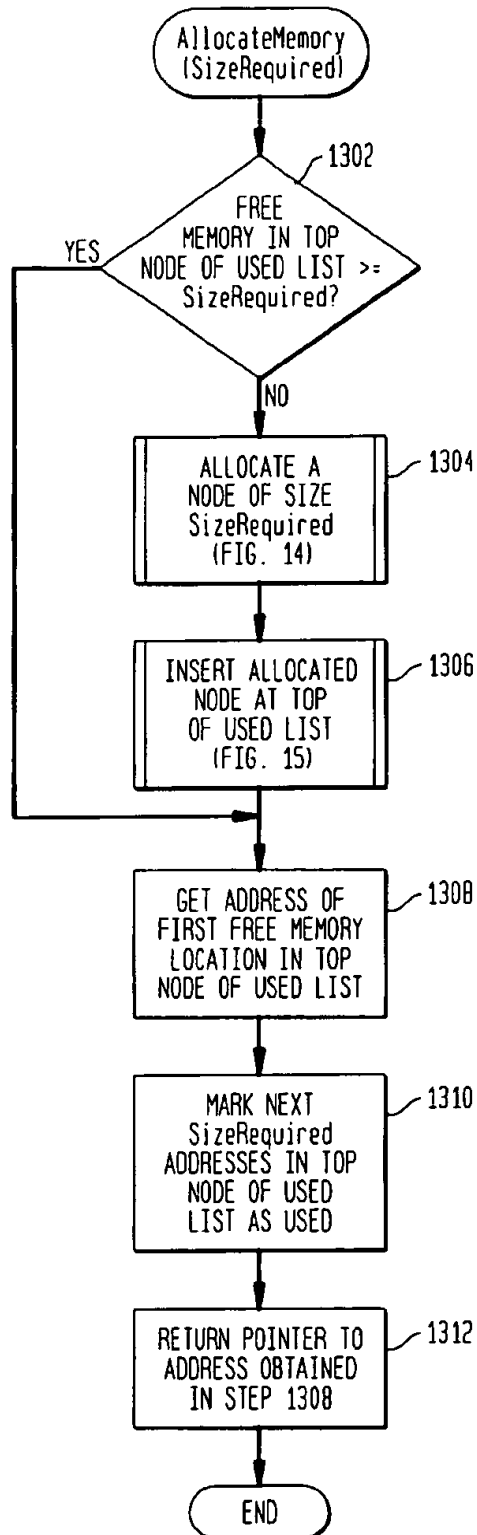 AllocateMemory
(SizeRequired)
1302
FREE
MEMORY IN TOP
NODE OF USED LIST >=
SizeRequired?
YES
NO
1304
ALLOCATE A
NODE OF SIZE
SizeRequired
(FIG. 14)
1306
INSERT ALLOCATED
NODE AT TOP
OF USED LIST
(FIG. 15)
1308
GET ADDRESS OF
FIRST FREE MEMORY
LOCATION IN TOP
NODE OF USED LIST
1310
MARK NEXT
SizeRequired
ADDRESSES IN TOP
NODE OF USED
LIST AS USED
1312
RETURN POINTER TO
ADDRESS OBTAINED
IN STEP 1308
END